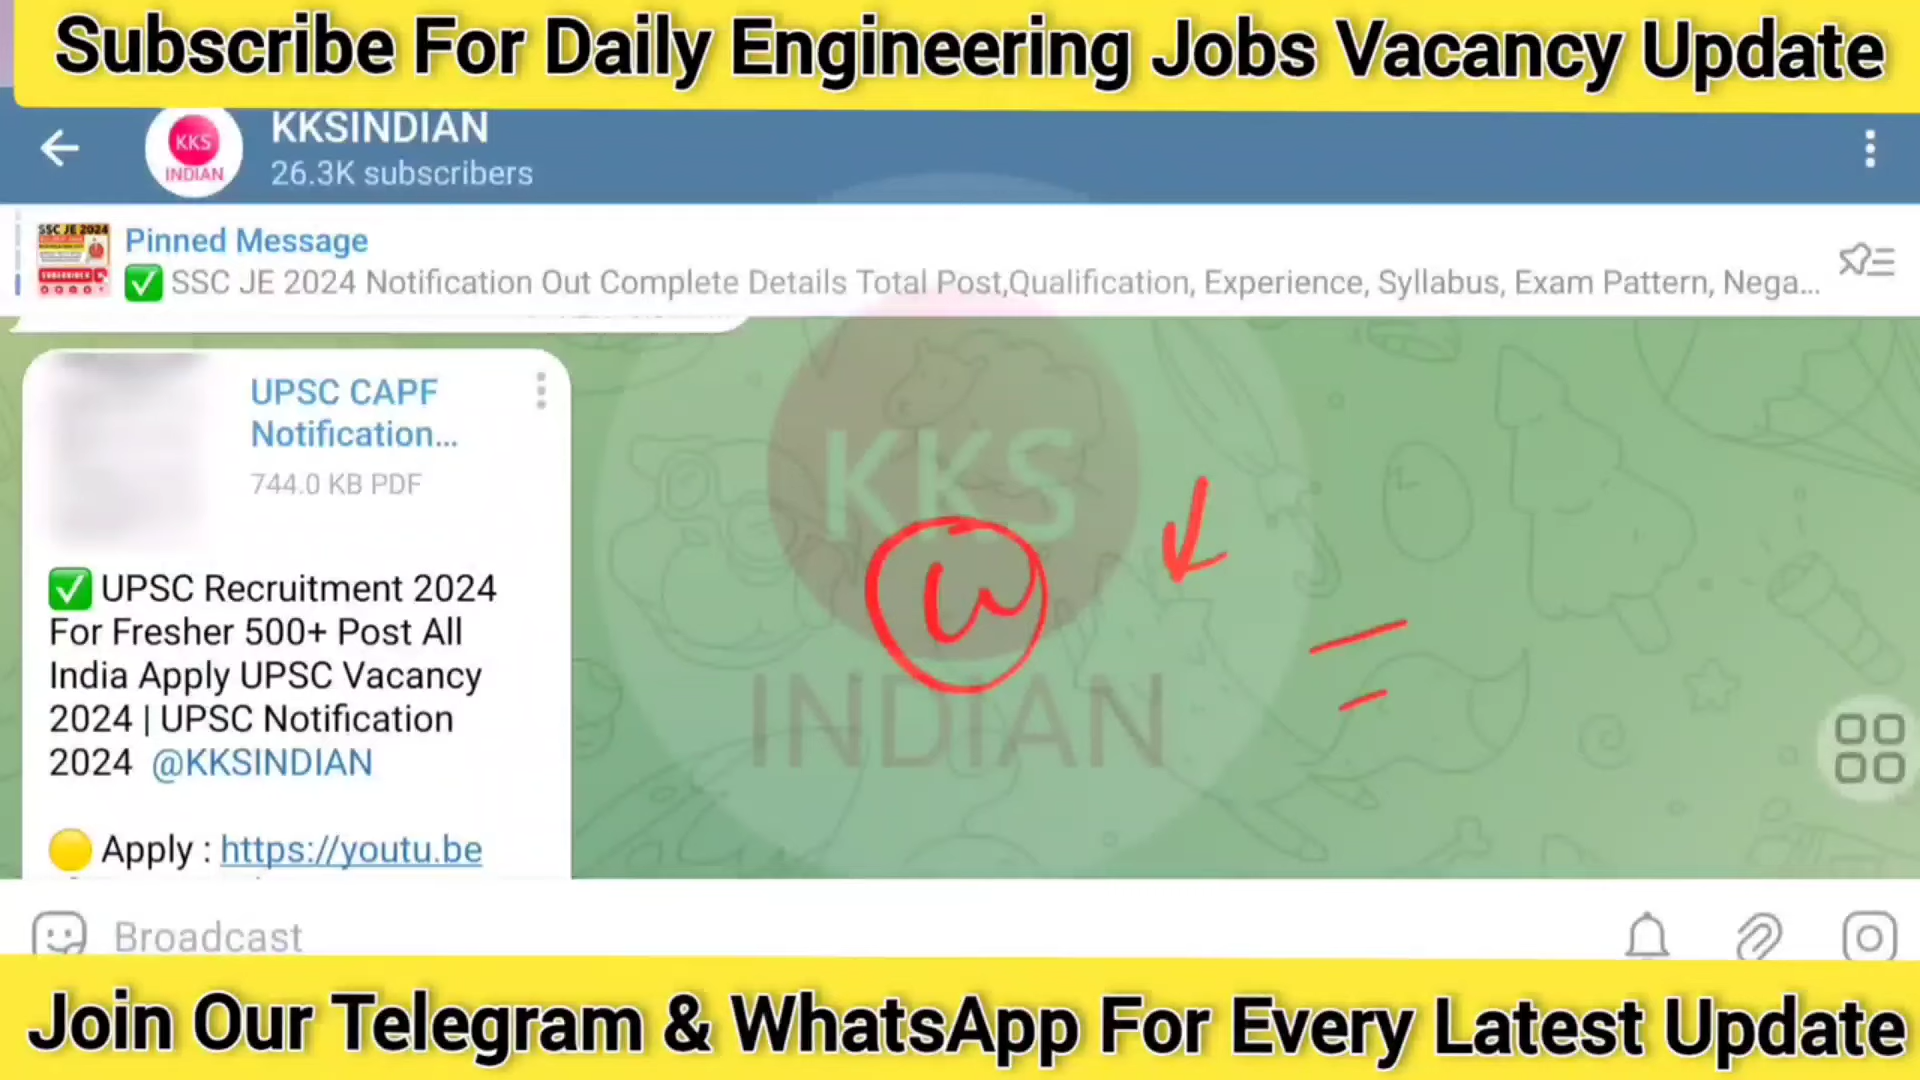 Subscribe For Daily Engineering Jobs Vacancy Update
KKSINDIAN
26.3K subscribers
KKS
INDIAN
SSC JE 2024
Pinned Message
✅ SSC JE 2024 Notification Out Complete Details Total Post,Qualification, Experience, Syllabus, Exam Pattern, Nega...
UPSC CAPF
Notification...
744.0 KB PDF
✅ UPSC Recruitment 2024
For Fresher 500+ Post All
India Apply UPSC Vacancy
2024 | UPSC Notification
2024 @KKSINDIAN
🟡 Apply : https://youtu.be
KKS
INDIAN
Broadcast
Join Our Telegram & WhatsApp For Every Latest Update